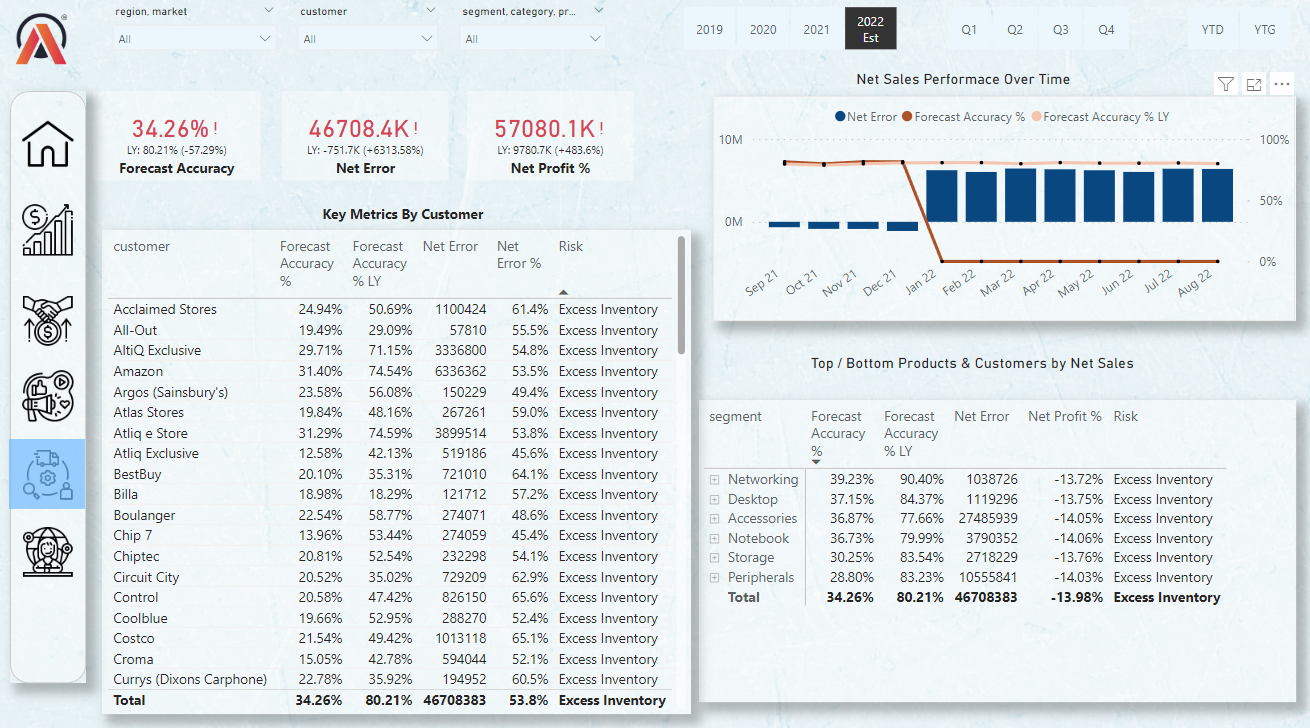 region, market
customer
segment, category, pr...
All
All
All
2019
2020
2021
2022
Est
Q1
Q2
Q3
Q4
YTD
YTG
34.26%!
LY: 80.21% (-57.29%)
Forecast Accuracy
46708.4K!
LY: -751.7K (+6313.58%)
Net Error
57080.1K!
LY: 9780.7K (+483.6%)
Net Profit %
Net Sales Performace Over Time
Net Error Forecast Accuracy % Forecast Accuracy % LY
10M
0M
100%
50%
0%
Sep 21 Oct 21 Nov 21 Dec 21 Jan 22 Feb 22 Mar 22 Apr 22 May 22 Jun 22 Jul 22 Aug 22
Key Metrics By Customer
customer Forecast Accuracy % Forecast Accuracy % LY Net Error Net Error % Risk
Acclaimed Stores 24.94% 50.69% 1100424 61.4% Excess Inventory
All-Out 19.49% 29.09% 57810 55.5% Excess Inventory
AltiQ Exclusive 29.71% 71.15% 3336800 54.8% Excess Inventory
Amazon 31.40% 74.54% 6336362 53.5% Excess Inventory
Argos (Sainsbury's) 23.58% 56.08% 150229 49.4% Excess Inventory
Atlas Stores 19.84% 48.16% 267261 59.0% Excess Inventory
Atliq e Store 31.29% 74.59% 3899514 53.8% Excess Inventory
Atliq Exclusive 12.58% 42.13% 519186 45.6% Excess Inventory
BestBuy 20.10% 35.31% 721010 64.1% Excess Inventory
Billa 18.98% 18.29% 121712 57.2% Excess Inventory
Boulanger 22.54% 58.77% 274071 48.6% Excess Inventory
Chip 7 13.96% 53.44% 274059 45.4% Excess Inventory
Chiptec 20.81% 52.54% 232298 54.1% Excess Inventory
Circuit City 20.52% 35.02% 729209 62.9% Excess Inventory
Control 20.58% 47.42% 826150 65.6% Excess Inventory
Coolblue 19.66% 52.95% 288270 52.4% Excess Inventory
Costco 21.54% 49.42% 1013118 65.1% Excess Inventory
Croma 15.05% 42.78% 594044 52.1% Excess Inventory
Currys (Dixons Carphone) 22.78% 35.92% 194952 60.5% Excess Inventory
Total 34.26% 80.21% 46708383 53.8% Excess Inventory
Top / Bottom Products & Customers by Net Sales
segment Forecast Accuracy % Forecast Accuracy % LY Net Error Net Profit % Risk
Networking 39.23% 90.40% 1038726 -13.72% Excess Inventory
Desktop 37.15% 84.37% 1119296 -13.75% Excess Inventory
Accessories 36.87% 77.66% 27485939 -14.05% Excess Inventory
Notebook 36.73% 79.99% 3790352 -14.06% Excess Inventory
Storage 30.25% 83.54% 2718229 -13.76% Excess Inventory
Peripherals 28.80% 83.23% 10555841 -14.03% Excess Inventory
Total 34.26% 80.21% 46708383 -13.98% Excess Inventory